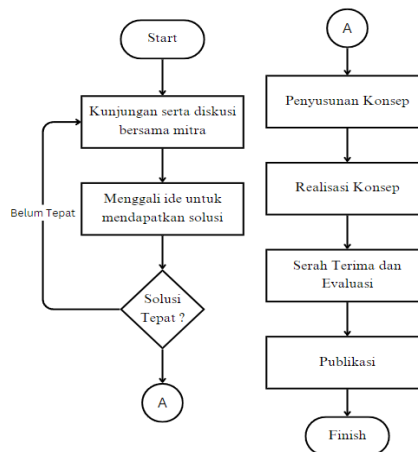 Start
Kunjungan serta diskusi
bersama mitra
Menggali ide untuk
mendapatkan solusi
Belum Tepat
Solusi
Tepat ?
A
A
Penyusunan Konsep
Realisasi Konsep
Serah Terima dan
Evaluasi
Publikasi
Finish